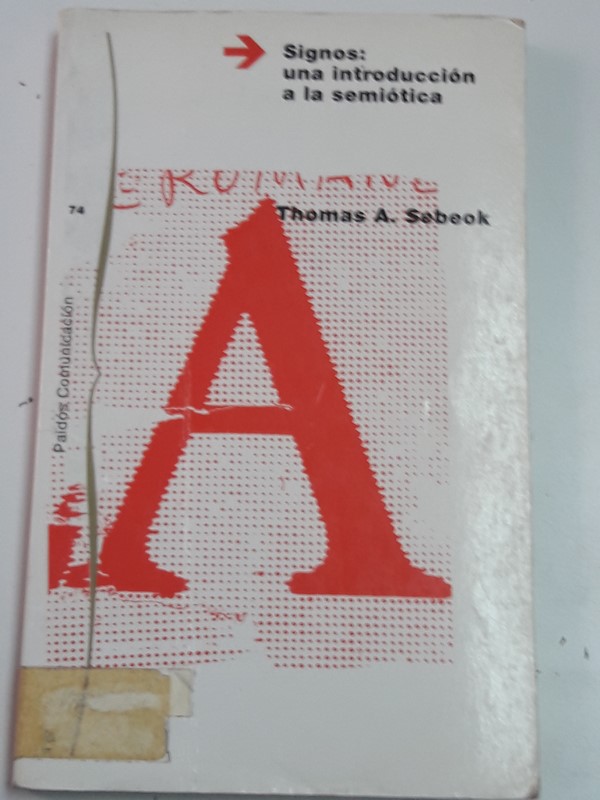 Signos:
una introducción
a la semiótica
74
Thomas A. Sebeok
Paidós Comunicación
A